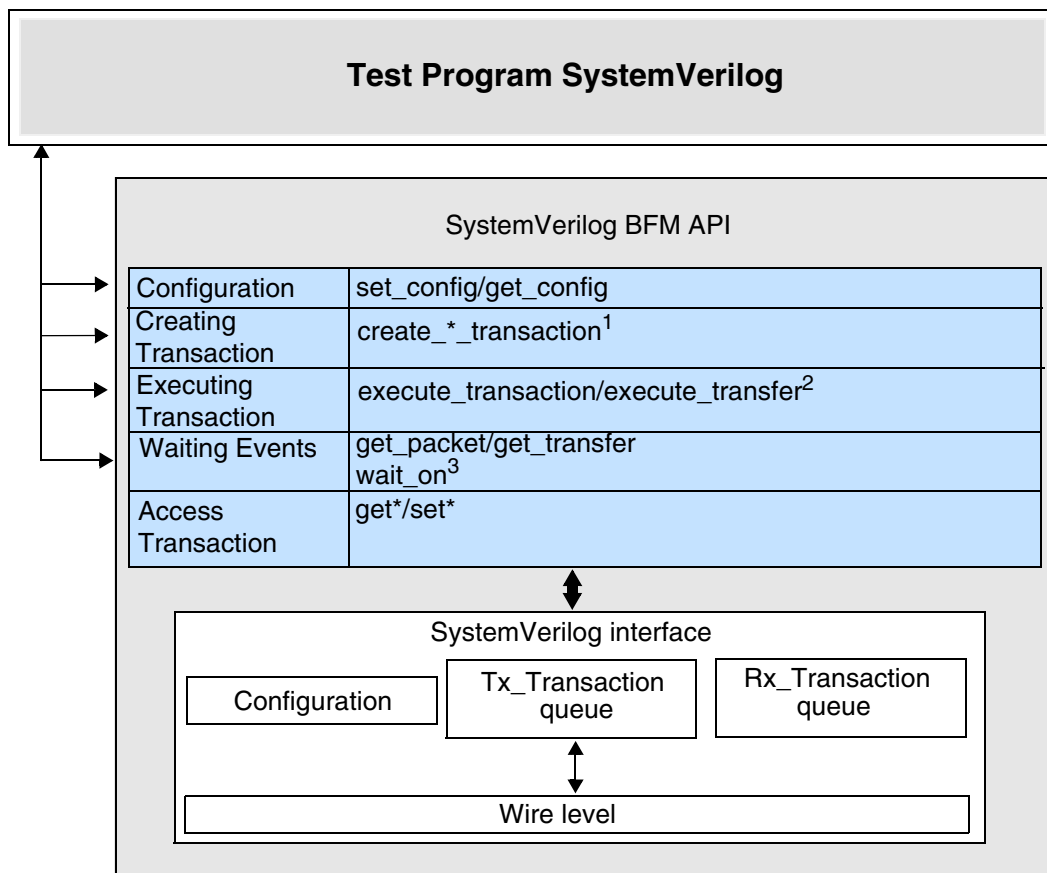 Test Program SystemVerilog
SystemVerilog BFM API
Configuration set_config/get_config
Creating
Transaction create_*_transaction1
Executing
Transaction execute_transaction/execute_transfer2
Waiting Events get_packet/get_transfer
wait_on3
Access
Transaction get*/set*
SystemVerilog interface
Configuration
Tx_Transaction
queue
Rx_Transaction
queue
Wire level